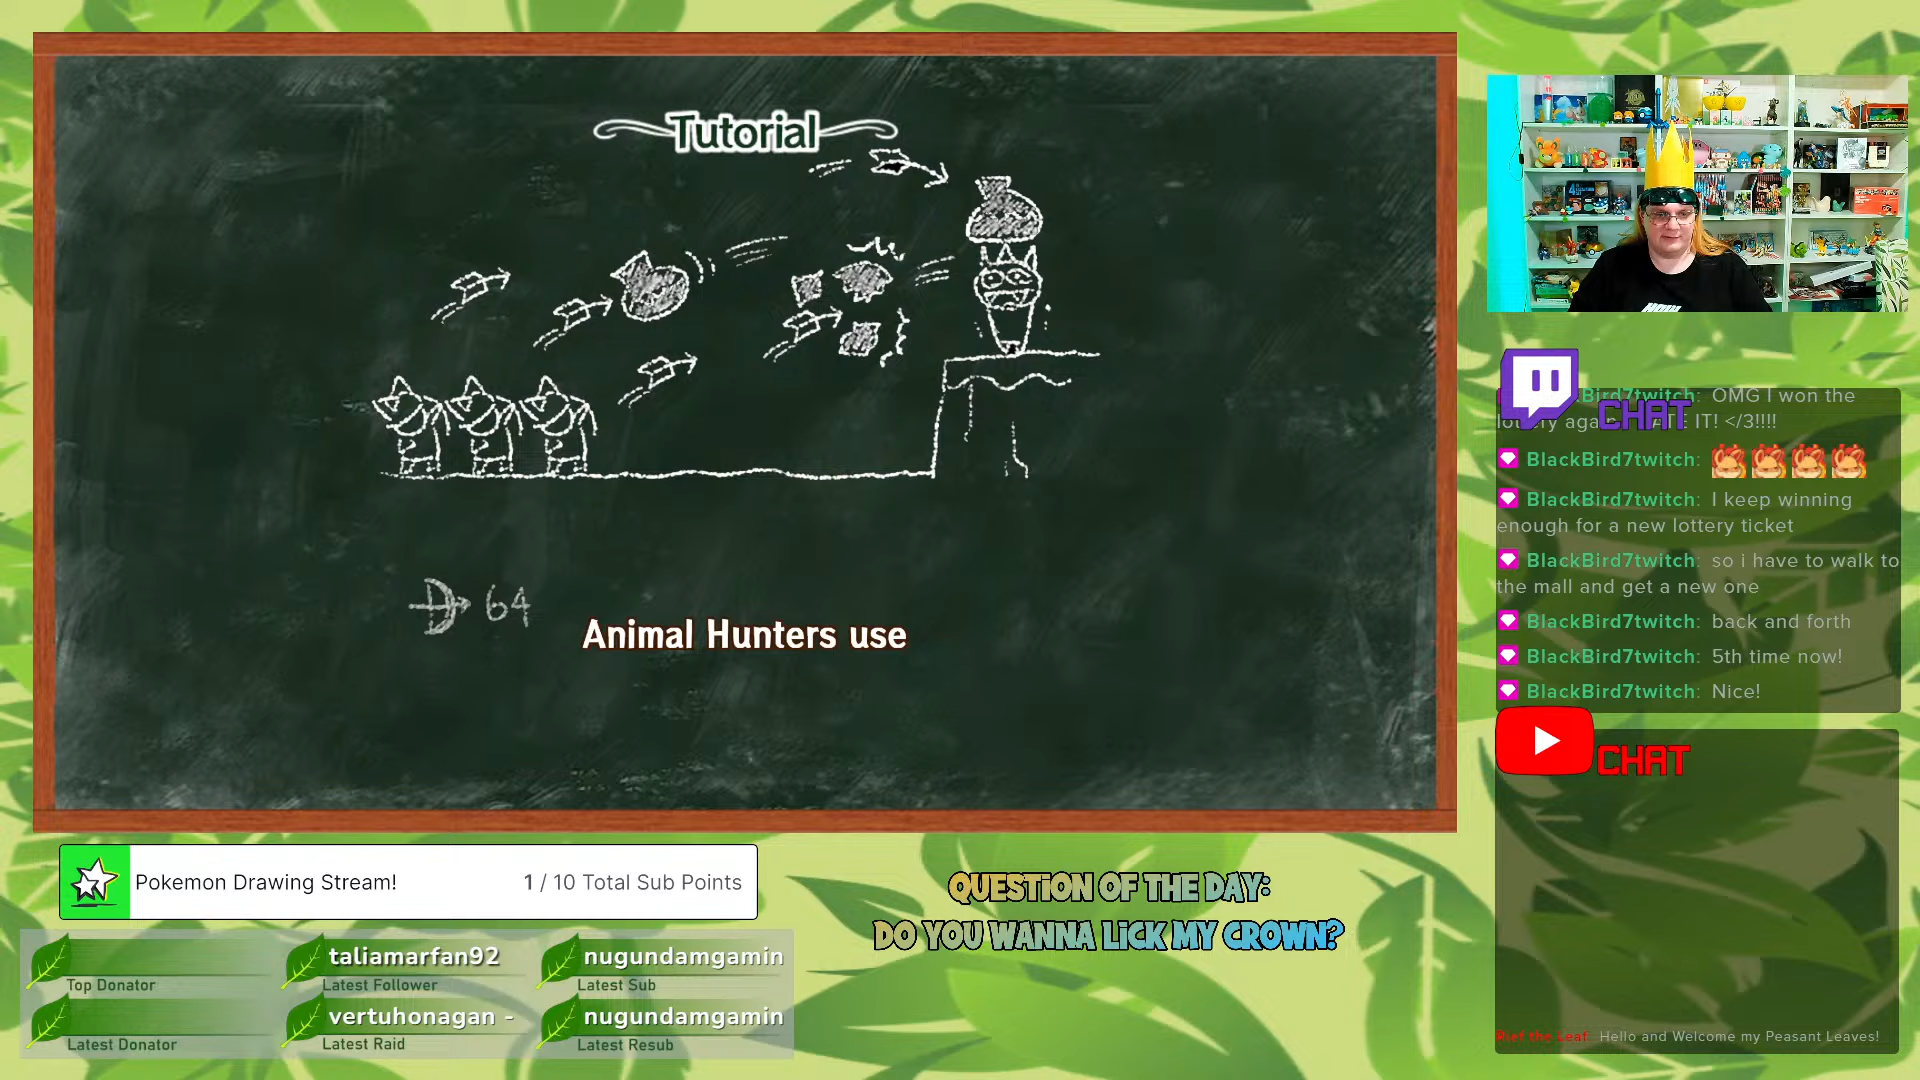 Tutorial
64
Animal Hunters use
CHAT
OMG I won the
IT! </3!!!!
BlackBird7twitch:
BlackBird7twitch: I keep winning
enough for a new lottery ticket
BlackBird7twitch: so i have to walk to
the mall and get a new one
BlackBird7twitch: back and forth
BlackBird7twitch: 5th time now!
BlackBird7twitch: Nice!
CHAT
Rief the Leaf Hello and Welcome my Peasant Leaves!
Pokemon Drawing Stream! 1 / 10 Total Sub Points
QUESTION OF THE DAY:
DO YOU WANNA LICK MY CROWN?
Top Donator
taliamarfan92
Latest Follower
nugundamgamin
Latest Sub
Latest Donator
vertuhonagan -
Latest Raid
nugundamgamin
Latest Resub